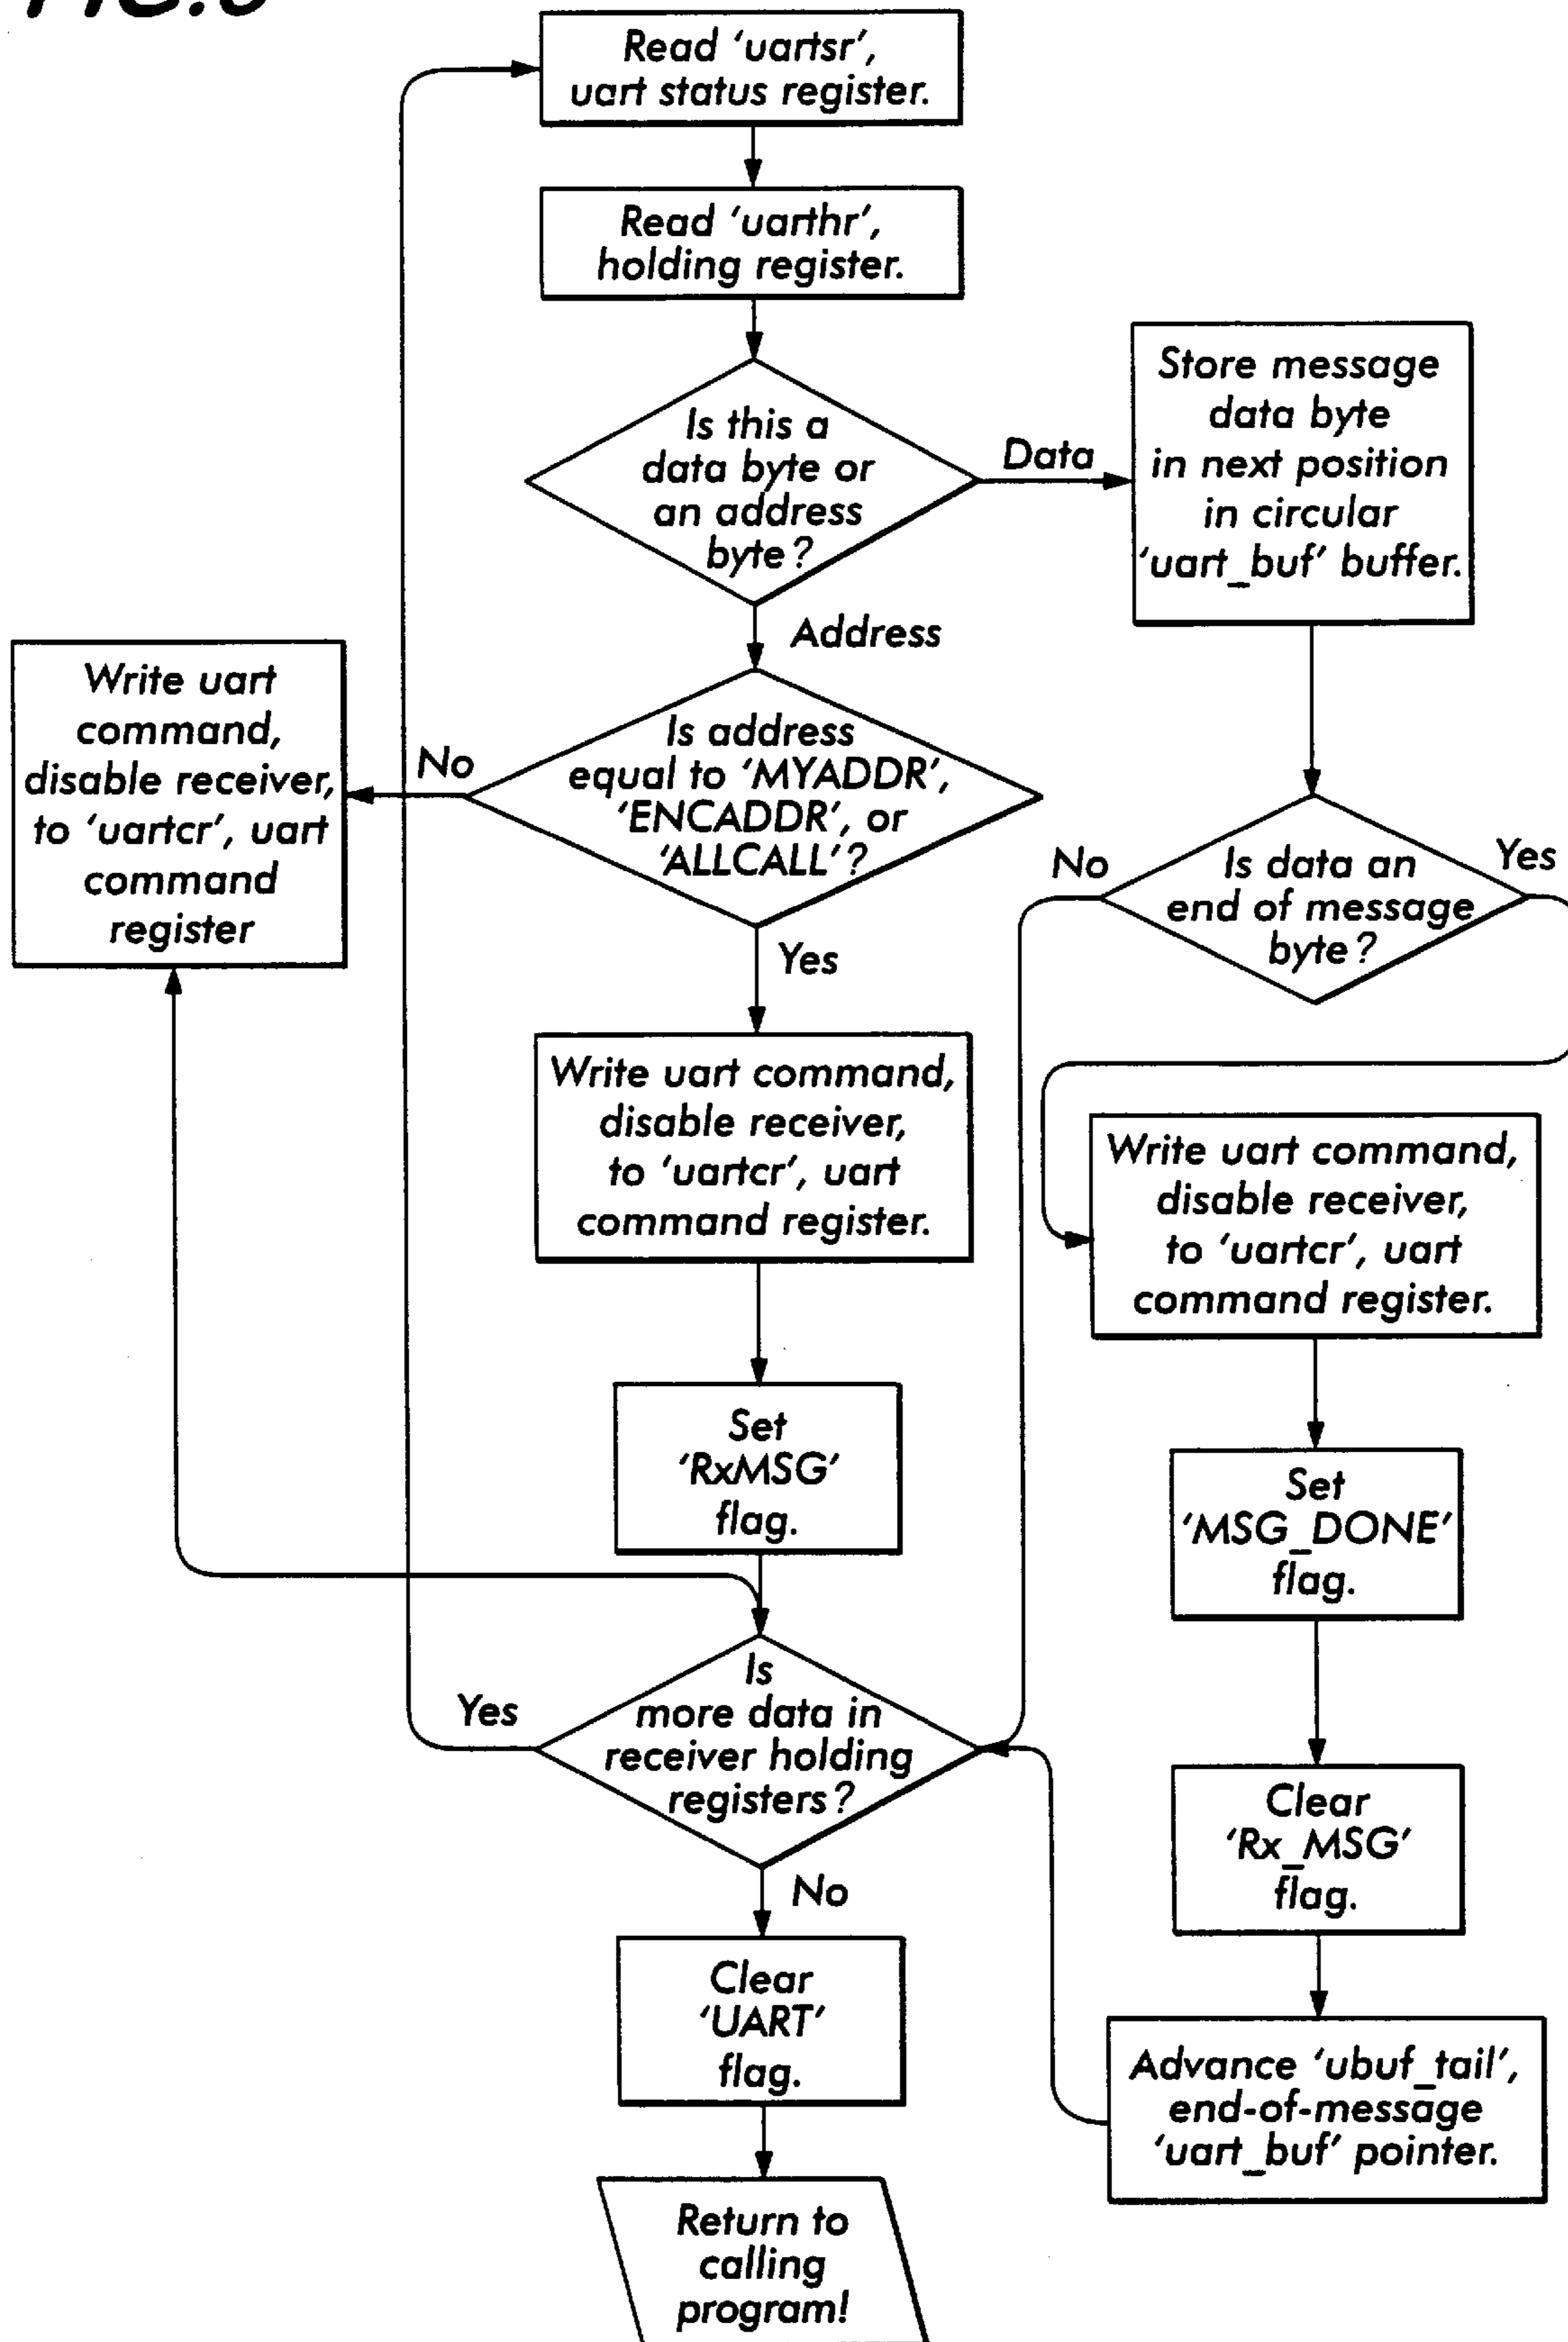 Read ‘uartsr’,
uart status register.
Read ‘uarthr’,
holding register.
Is this a
data byte or
an address
byte?
Data
Store message
data byte
in next position
in circular
‘uart_buf’ buffer.
Address
Write uart
command,
disable receiver,
to ‘uartcr’, uart
command
register
No
Is address
equal to ‘MYADDR’,
‘ENCADDR’, or
‘ALLCALL’?
No
Is data an
end of message
byte?
Yes
Yes
Write uart command,
disable receiver,
to ‘uartcr’, uart
command register.
Write uart command,
disable receiver,
to ‘uartcr’, uart
command register.
Set
‘RxMSG’
flag.
Set
‘MSG_DONE’
flag.
Yes
Is
more data in
receiver holding
registers?
Clear
‘Rx_MSG’
flag.
No
Clear
‘UART’
flag.
Advance ‘ubuf_tail’,
end-of-message
‘uart_buf’ pointer.
Return to
calling
program!